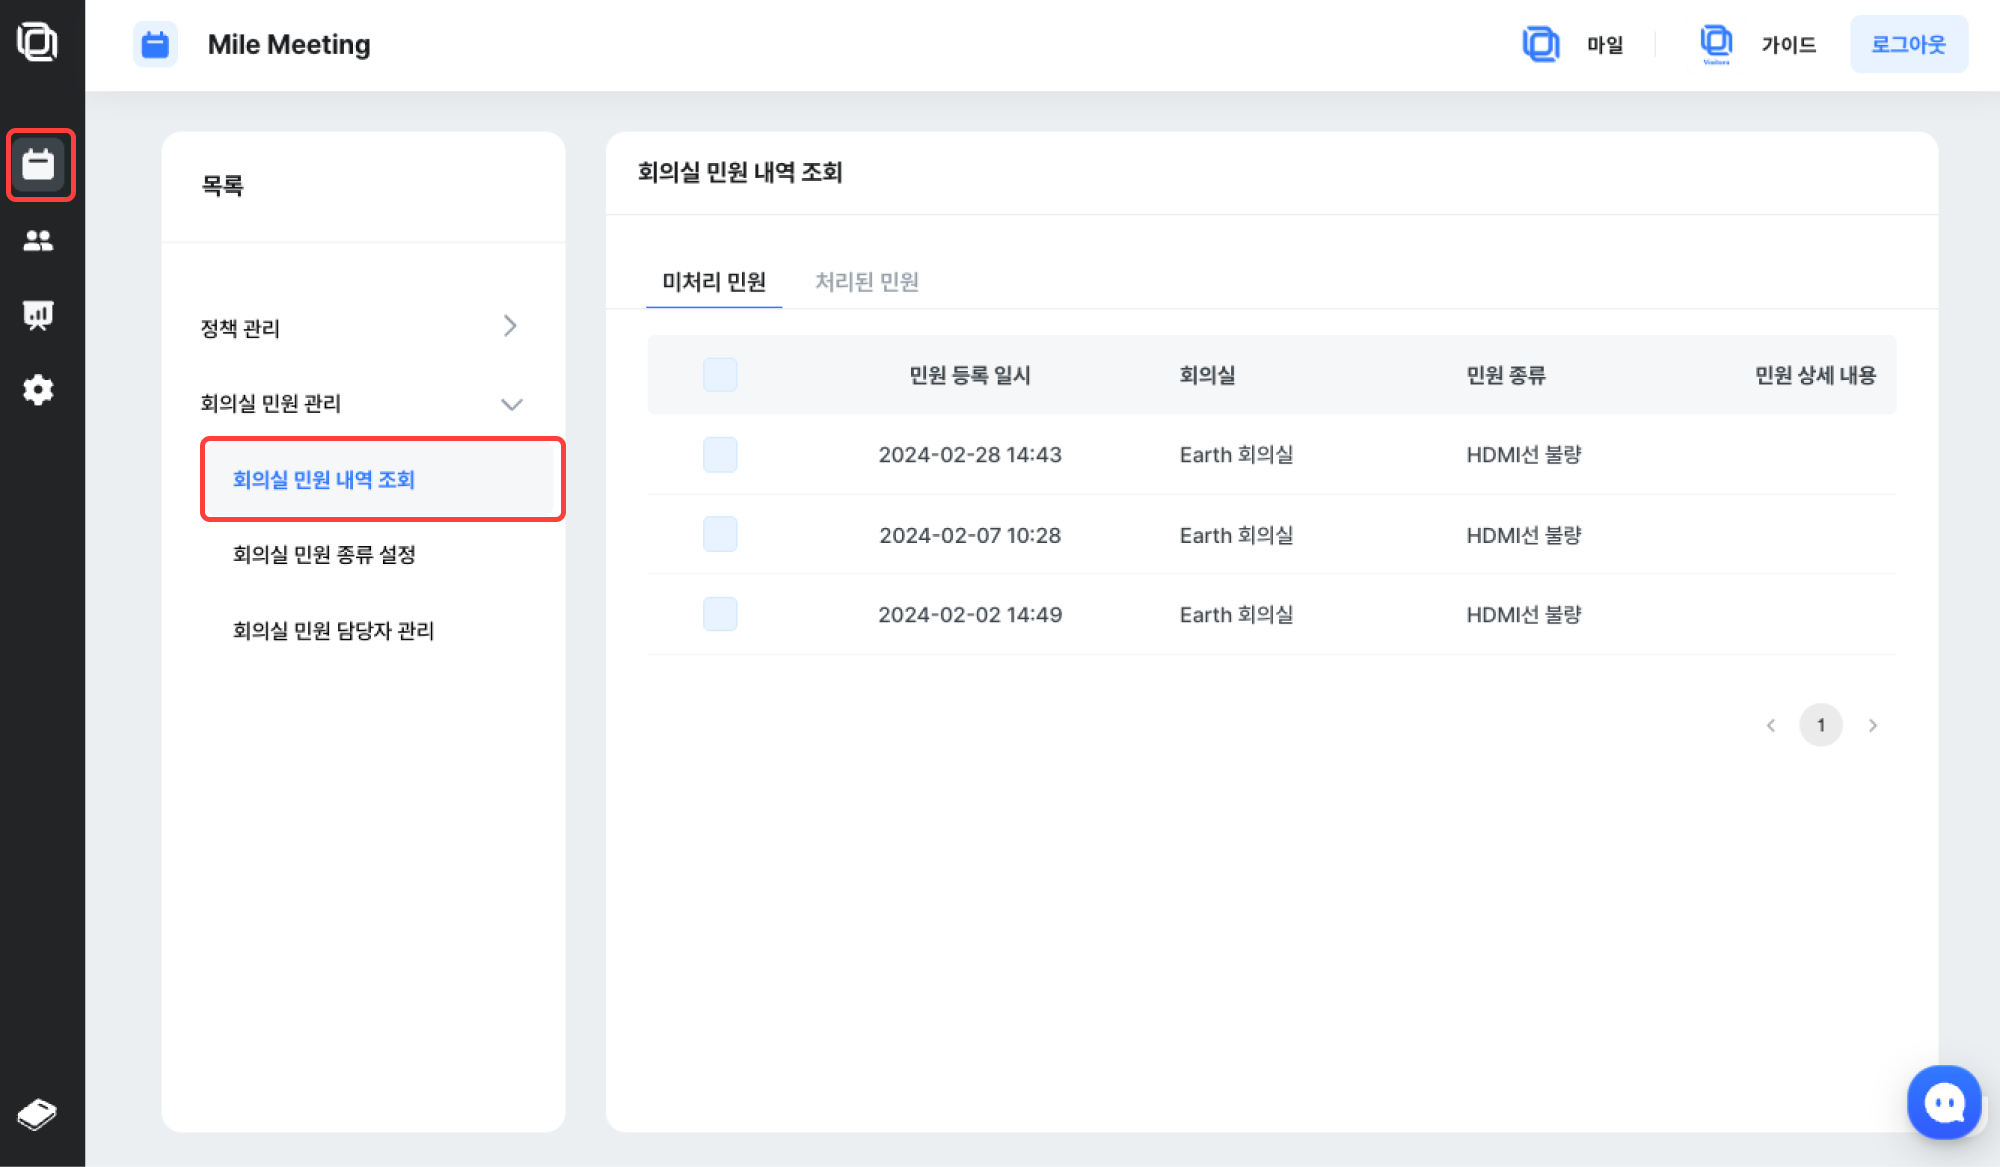 Mile Meeting
마일
Visitors
가이드
로그아웃
목록
정책 관리
회의실 민원 관리
회의실 민원 내역 조회
회의실 민원 종류 설정
회의실 민원 담당자 관리
회의실 민원 내역 조회
미처리 민원 처리된 민원
민원 등록 일시 회의실 민원 종류 민원 상세 내용
2024-02-28 14:43 Earth 회의실 HDMI선 불량
2024-02-07 10:28 Earth 회의실 HDMI선 불량
2024-02-02 14:49 Earth 회의실 HDMI선 불량
1